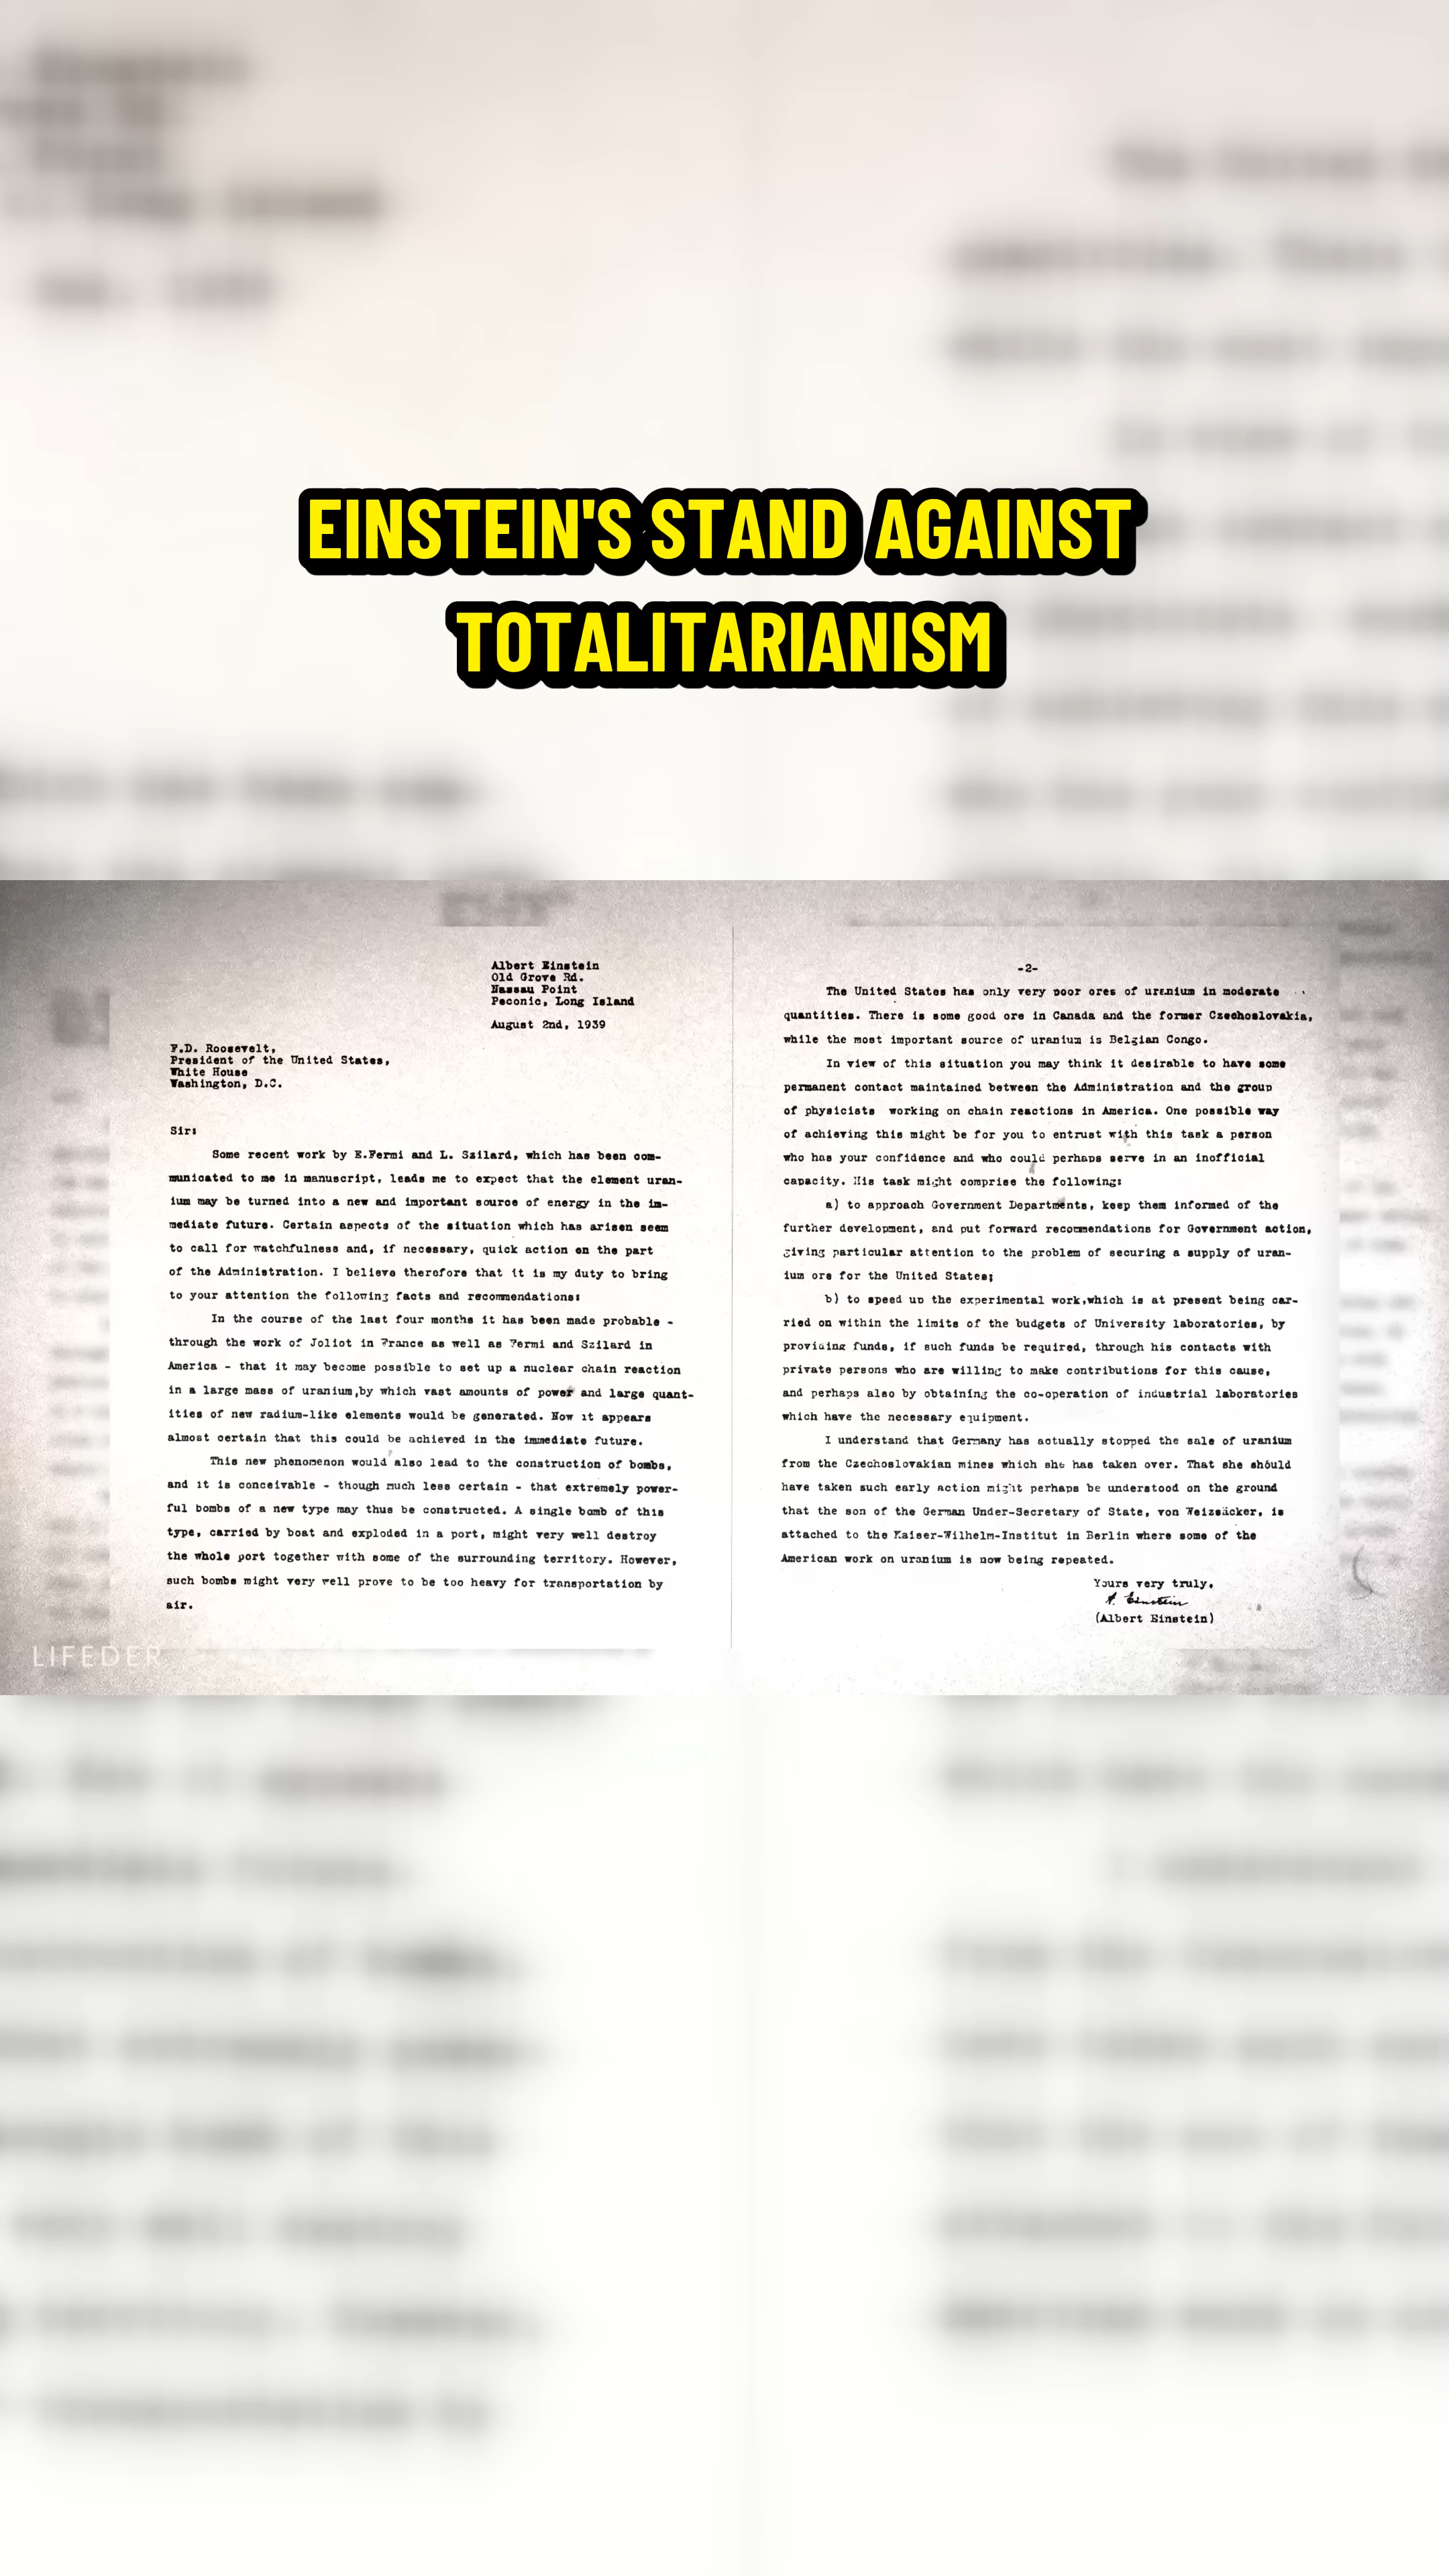 EINSTEIN'S STAND AGAINST
TOTALITARIANISM
Albert Einstein
Old Grove Rd.
Nassau Point
Peconic, Long Island
August 2nd, 1939
F.D. Roosevelt,
President of the United States,
White House
Washington, D.C.
Sir:
Some recent work by E.Fermi and L. Szilard, which has been com-
municated to me in manuscript, leads me to expect that the element uran-
ium may be turned into a new and important source of energy in the im-
mediate future. Certain aspects of the situation which has arisen seem
to call for watchfulness and, if necessary, quick action on the part
of the Administration. I believe therefore that it is my duty to bring
to your attention the following facts and recommendations:
In the course of the last four months it has been made probable -
through the work of Joliot in France as well as Fermi and Szilard in
America - that it may become possible to set up a nuclear chain reaction
in a large mass of uranium,by which vast amounts of power and large quant-
ities of new radium-like elements would be generated. Now it appears
almost certain that this could be achieved in the immediate future.
This new phenomenon would also lead to the construction of bombs,
and it is conceivable - though much less certain - that extremely power-
ful bombs of a new type may thus be constructed. A single bomb of this
type, carried by boat and exploded in a port, might very well destroy
the whole port together with some of the surrounding territory. However,
such bombs might very well prove to be too heavy for transportation by
air.
-2-
The United States has only very poor ores of uranium in moderate
quantities. There is some good ore in Canada and the former Czechoslovakia,
while the most important source of uranium is Belgian Congo.
In view of this situation you may think it desirable to have some
permanent contact maintained between the Administration and the group
of physicists working on chain reactions in America. One possible way
of achieving this might be for you to entrust with this task a person
who has your confidence and who could perhaps serve in an inofficial
capacity. His task might comprise the following:
a) to approach Government Departments, keep them informed of the
further development, and put forward recommendations for Government action,
giving particular attention to the problem of securing a supply of uran-
ium ore for the United States;
b) to speed up the experimental work,which is at present being car-
ried on within the limits of the budgets of University laboratories, by
providing funds, if such funds be required, through his contacts with
private persons who are willing to make contributions for this cause,
and perhaps also by obtaining the co-operation of industrial laboratories
which have the necessary equipment.
I understand that Germany has actually stopped the sale of uranium
from the Czechoslovakian mines which she has taken over. That she should
have taken such early action might perhaps be understood on the ground
that the son of the German Under-Secretary of State, von Weizsäcker, is
attached to the Kaiser-Wilhelm-Institut in Berlin where some of the
American work on uranium is now being repeated.
Yours very truly,
A. Einstein
(Albert Einstein)
LIFEDER